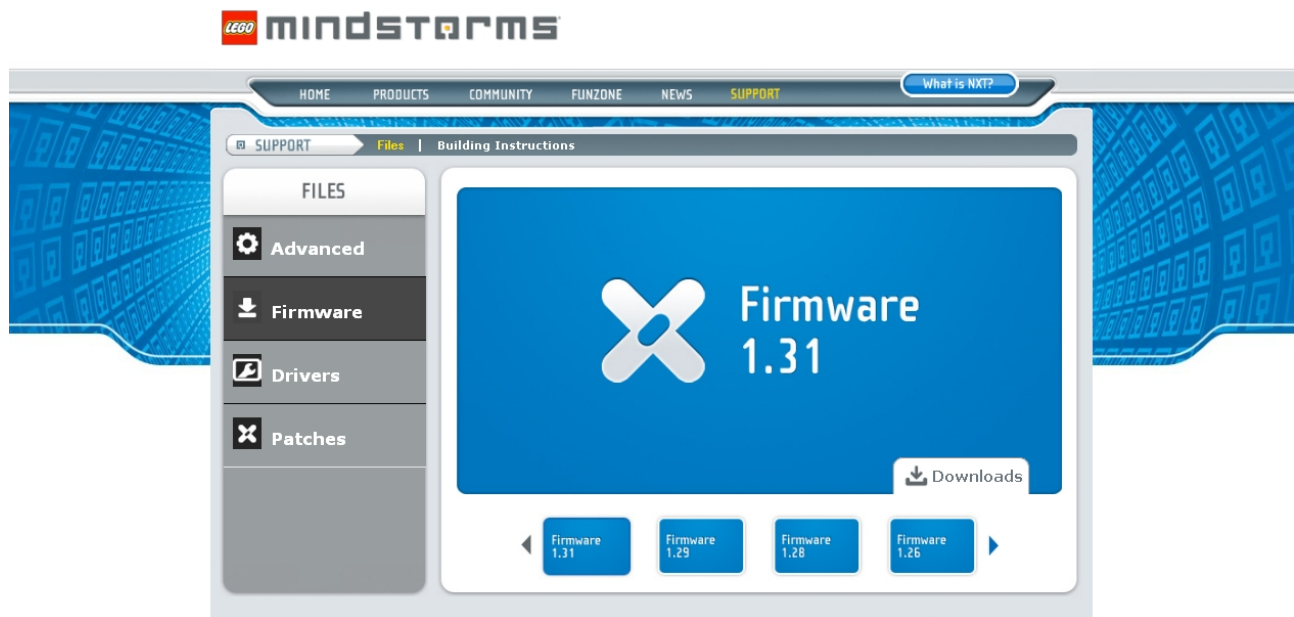 LEGO mindstorms
What is NXT?
HOME PRODUCTS COMMUNITY FUNZONE NEWS SUPPORT
SUPPORT Files | Building Instructions
FILES
Advanced
Firmware
Drivers
Patches
Firmware
1.31
Downloads
Firmware
1.31
Firmware
1.29
Firmware
1.28
Firmware
1.26